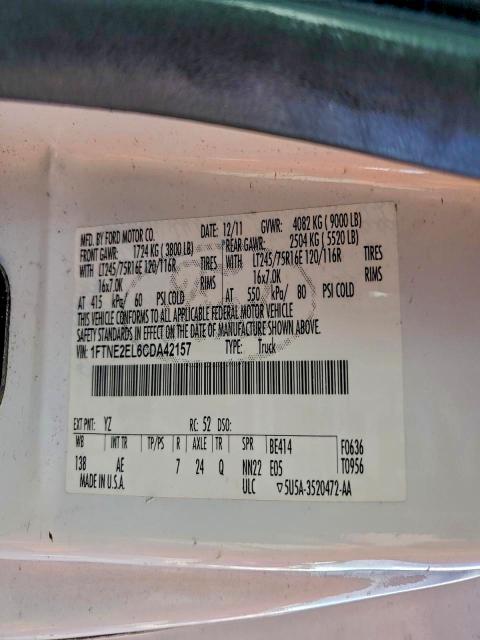 MFD. BY FORD MOTOR CO. DATE: 12/11 GVWR: 4082 KG ( 9000 LB)
FRONT GAWR: 1724 KG ( 3800 LB) REAR GAWR: 2504 KG ( 5520 LB)
WITH LT245/75R16E 120/116R TIRES WITH LT245/75R16E 120/116R TIRES
16x7.0K RIMS 16x7.0K RIMS
AT 415 kPa/ 60 PSI COLD AT 550 kPa/ 80 PSI COLD
THIS VEHICLE CONFORMS TO ALL APPLICABLE FEDERAL MOTOR VEHICLE
SAFETY STANDARDS IN EFFECT ON THE DATE OF MANUFACTURE SHOWN ABOVE.
VIN: 1FTNE2EL6CDA42157 TYPE: Truck
EXT PNT: YZ RC: 52 DSO:
WB INT TR TP/PS R AXLE TR SPR BE414 F0636
138 AE 7 24 Q NN22 E05 T0956
MADE IN U.S.A. ULC ▽5U5A-3520472-AA